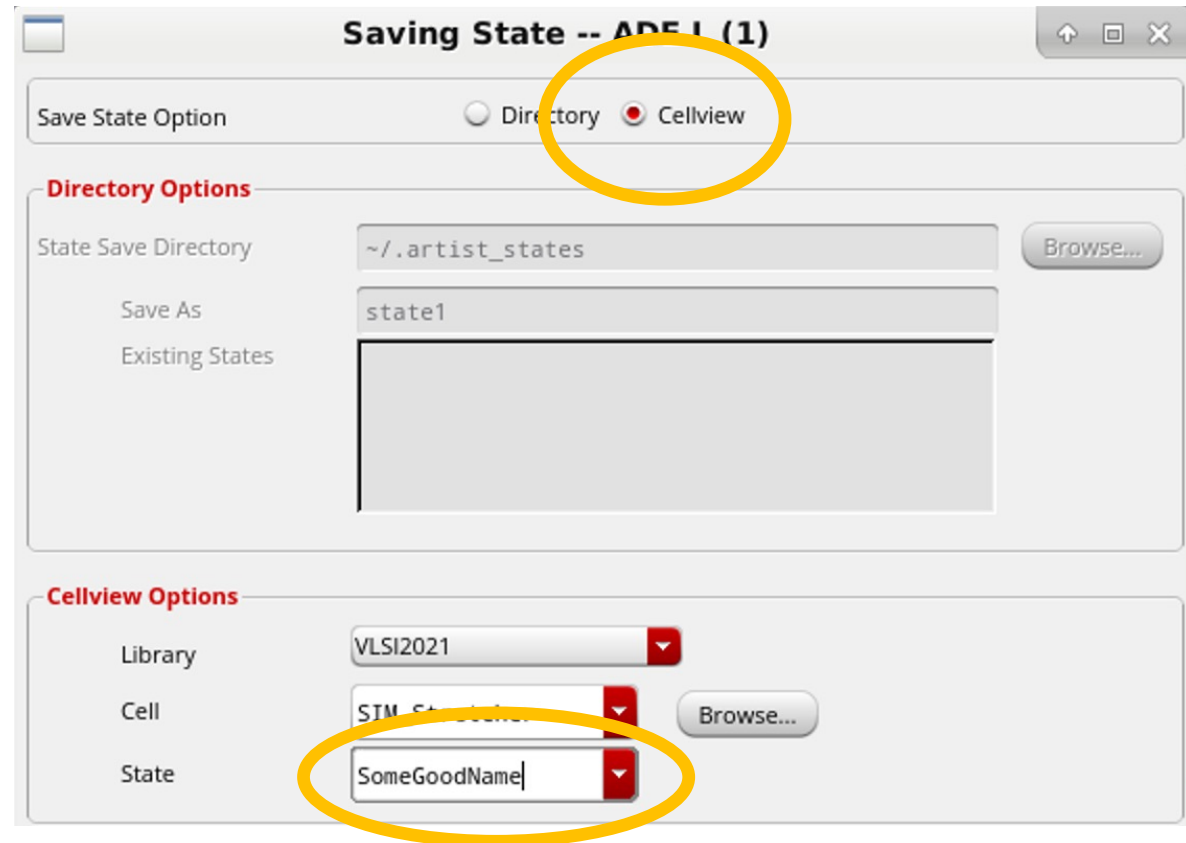 Saving State -- ADE L (1)
Save State Option Directory Cellview
Directory Options
State Save Directory ~/.artist_states Browse...
Save As state1
Existing States
Cellview Options
Library VLSI2021
Cell SIM_Stretcher Browse...
State SomeGoodName